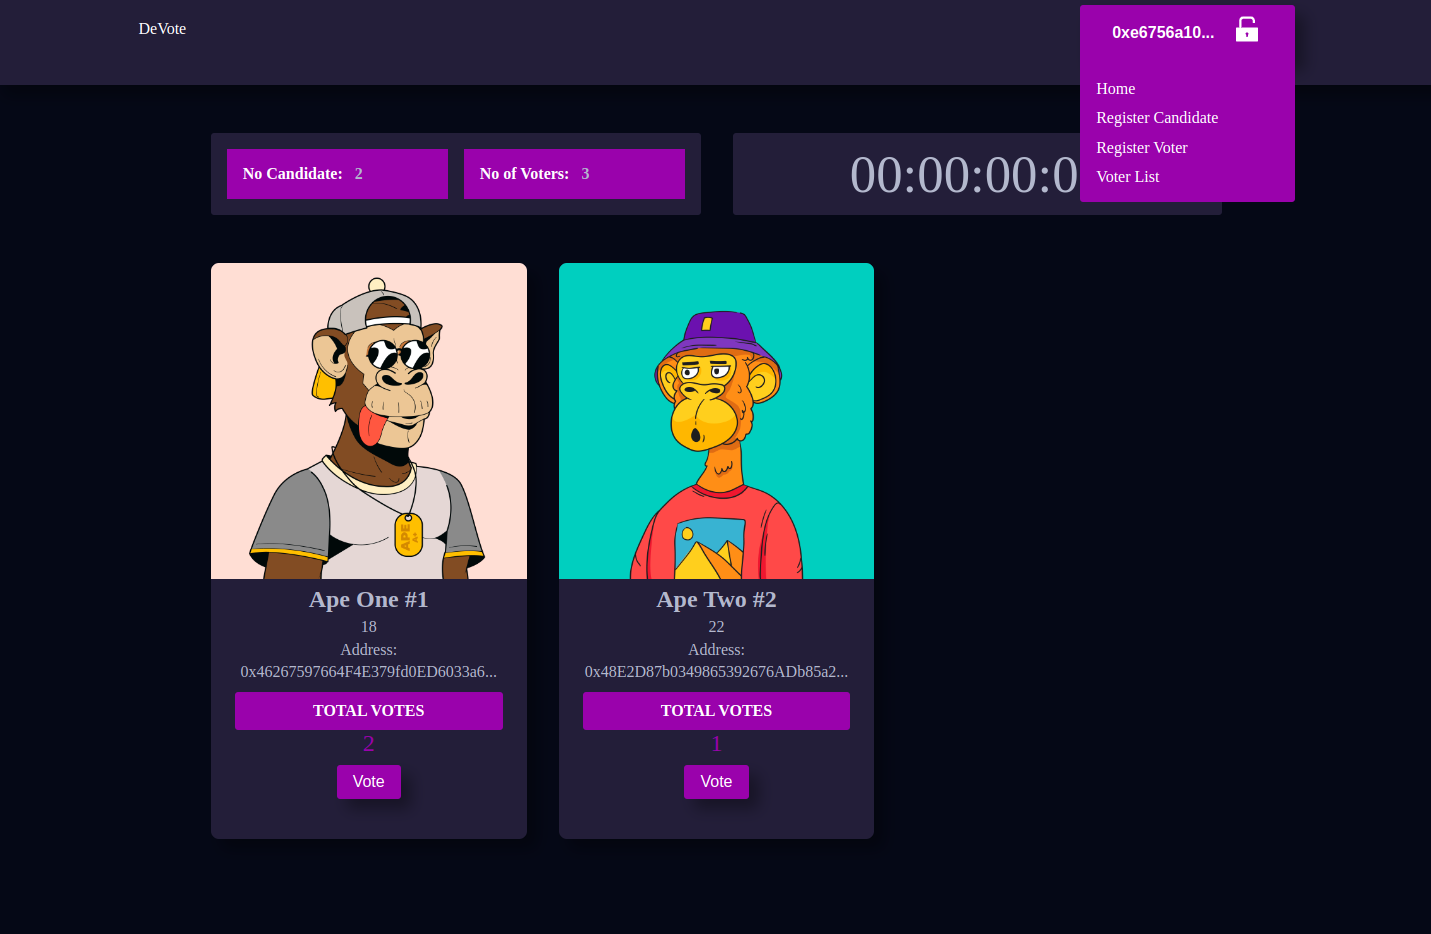 DeVote
0xe6756a10...
Home
Register Candidate
Register Voter
Voter List
No Candidate: 2
No of Voters: 3
00:00:00:0
APE
Ape One #1
18
Address:
0x46267597664F4E379fd0ED6033a6...
TOTAL VOTES
2
Vote
Ape Two #2
22
Address:
0x48E2D87b0349865392676ADb85a2...
TOTAL VOTES
1
Vote